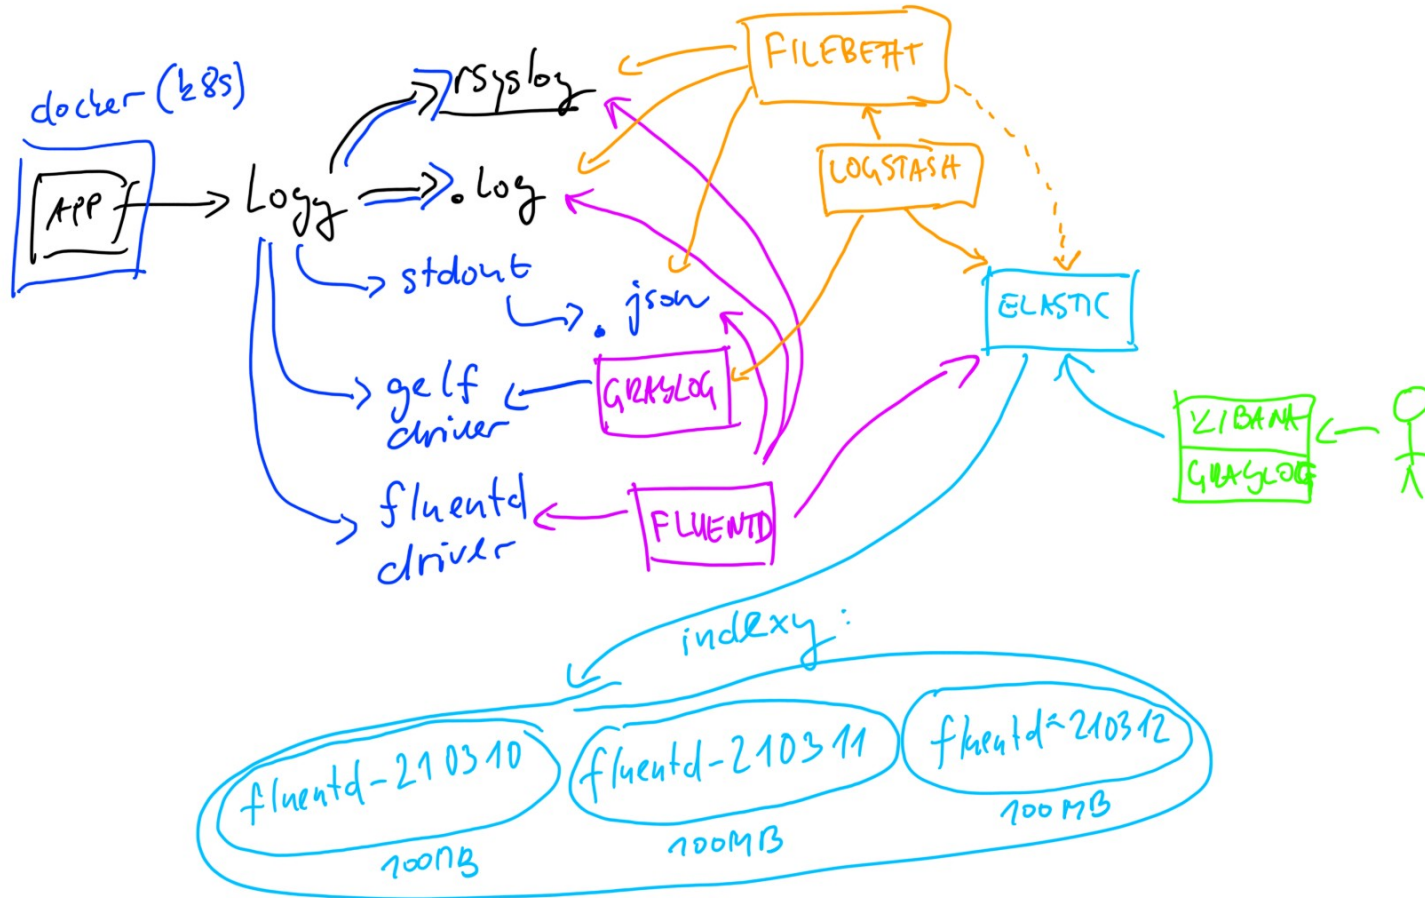 FILEBEAT
docker (k8s)
rsyslog
APP
Logy
.log
LOGSTASH
stdout
.json
ELASTIC
GRAYLOG
gelf
driver
KIBANA
GRAYLOG
fluentd
driver
FLUENTD
indexy:
fluentd-210310
fluentd-210311
fluentd-210312
100MB
100MB
100MB